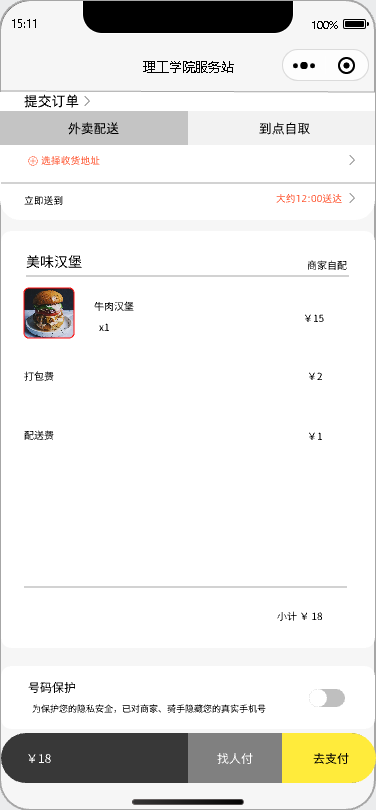 15:11
100%
理工学院服务站
提交订单
外卖配送 到点自取
选择收货地址
立即送到 大约12:00送达
美味汉堡 商家自配
牛肉汉堡
x1 ￥15
打包费 ￥2
配送费 ￥1
小计 ￥ 18
号码保护
为保护您的隐私安全，已对商家、骑手隐藏您的真实手机号
￥18 找人付 去支付